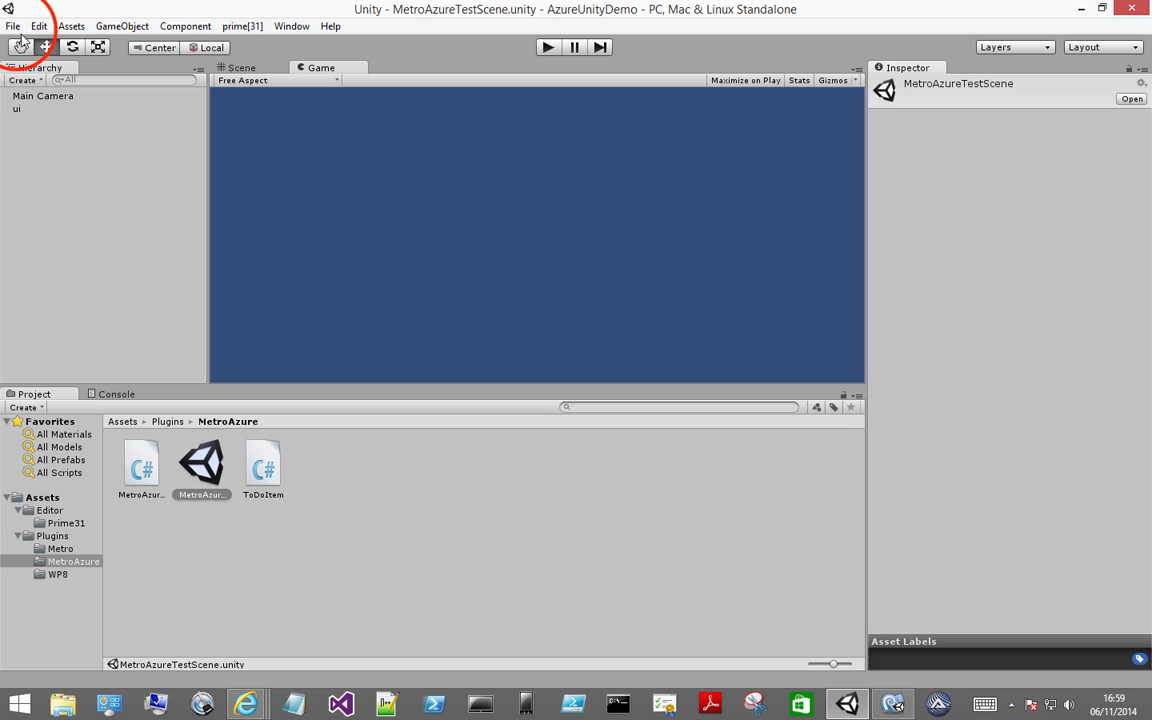 Unity - MetroAzureTestScene.unity - AzureUnityDemo - PC, Mac & Linux Standalone
File Edit Assets GameObject Component prime[31] Window Help
Center Local Layers Layout
Hierarchy Scene Game Inspector
Create All Free Aspect Maximize on Play Stats Gizmos
MetroAzureTestScene
Open
Main Camera
ui
Project Console
Create
Favorites
All Materials
All Models
All Prefabs
All Scripts
Assets
Editor
Prime31
Plugins
Metro
MetroAzure
WP8
Assets Plugins MetroAzure
C# C#
MetroAzur... MetroAzur... ToDoItem
MetroAzureTestScene.unity
Asset Labels
16:59
06/11/2014